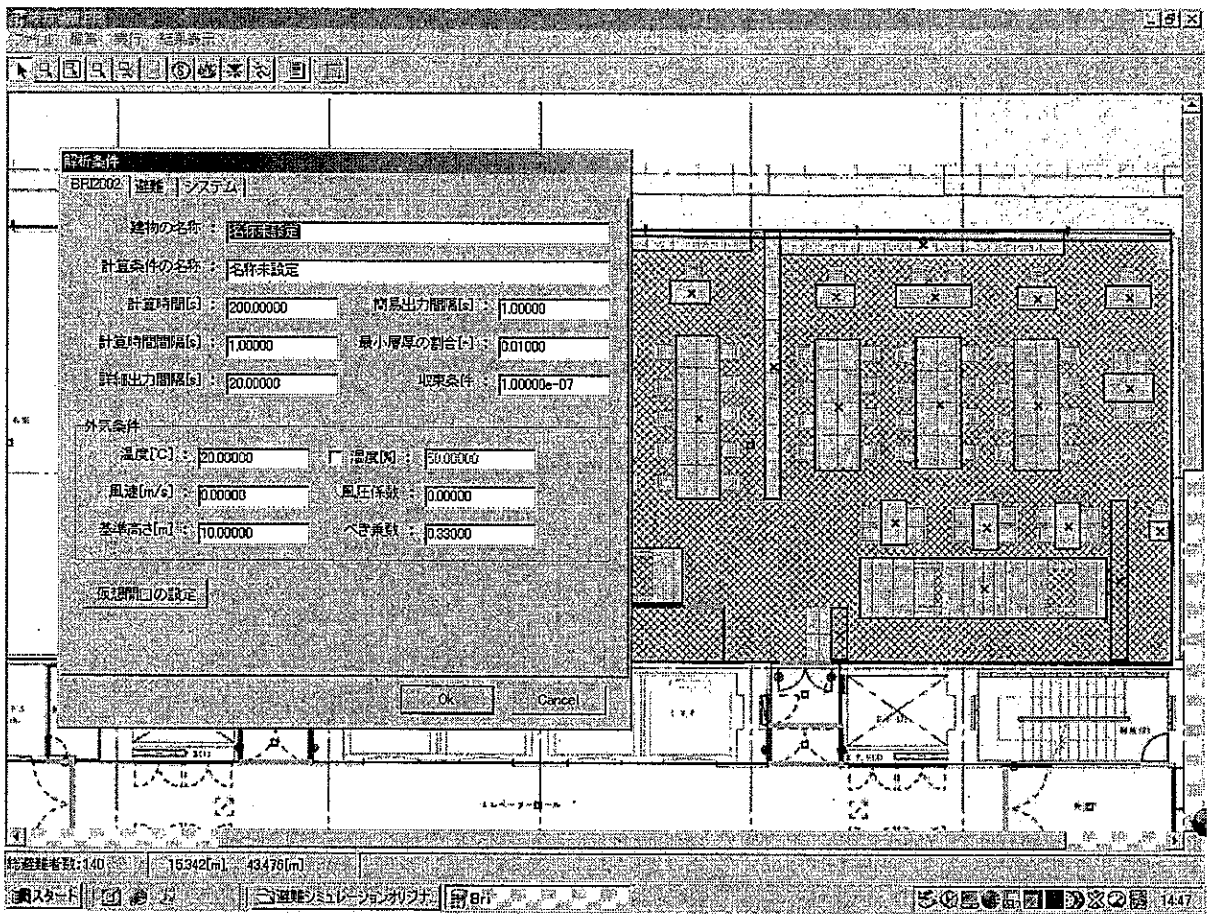 編集 実行 結果表示
解析条件
BRI2002 避難 システム
建物の名称 : 名称未設定
計算条件の名称 : 名称未設定
計算時間[s] : 200.00000 簡易出力間隔[s] : 1.00000
計算時間間隔[s] : 1.00000 最小層厚の割合[-] : 0.01000
詳細出力間隔[s] : 20.00000 収束条件 : 1.00000e-07
外気条件
温度[℃] : 20.00000 湿度[%] : 50.00000
風速[m/s] : 0.00000 風圧係数 : 0.00000
基準高さ[m] : 10.00000 べき乗数 : 0.33000
仮想開口の設定
Ok Cancel
エレベーターホール
総避難者数:140 15.342[m], 43.476[m]
スタート 避難シミュレーションオリジナ... Bri 14:47